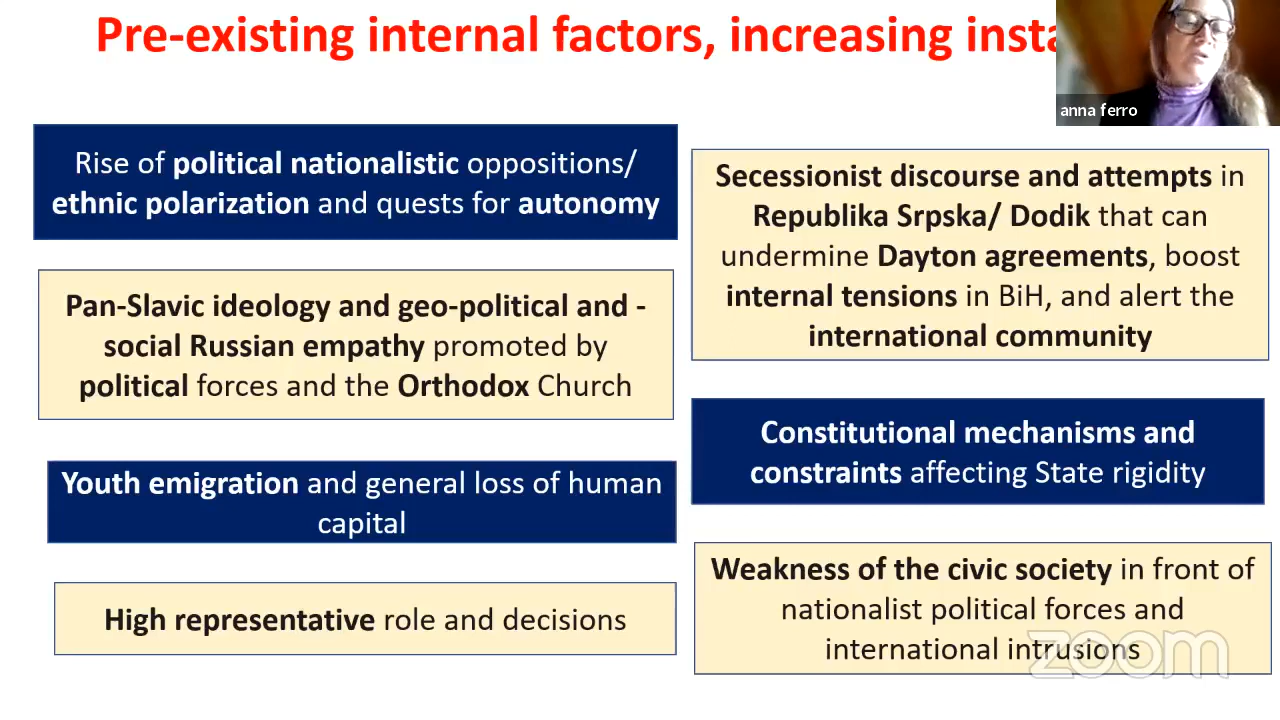 Pre-existing internal factors, increasing insta
anna ferro
Rise of political nationalistic oppositions/
ethnic polarization and quests for autonomy
Pan-Slavic ideology and geo-political and -
social Russian empathy promoted by
political forces and the Orthodox Church
Youth emigration and general loss of human
capital
High representative role and decisions
Secessionist discourse and attempts in
Republika Srpska/ Dodik that can
undermine Dayton agreements, boost
internal tensions in BiH, and alert the
international community
Constitutional mechanisms and
constraints affecting State rigidity
Weakness of the civic society in front of
nationalist political forces and
international intrusions
zoom